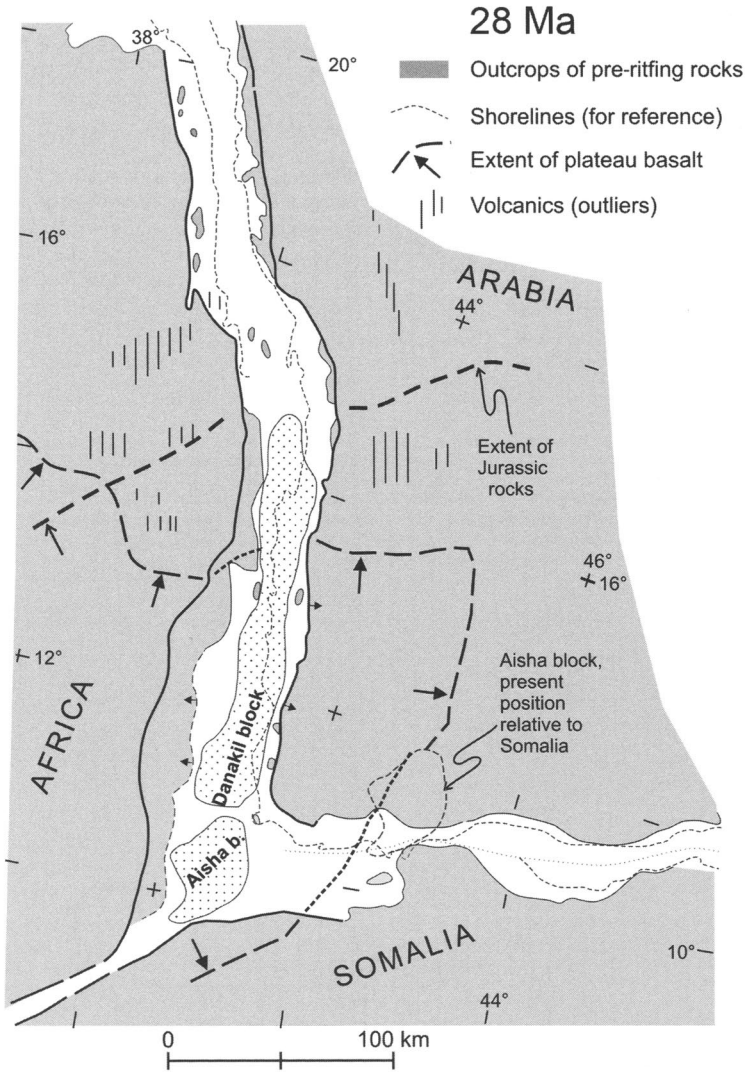 28 Ma
Outcrops of pre-ritfing rocks
Shorelines (for reference)
Extent of plateau basalt
Volcanics (outliers)
38°
20°
16°
ARABIA
44°
Extent of
Jurassic
rocks
46°
16°
12°
Aisha block,
present
position
relative to
Somalia
AFRICA
Danakil block
Aisha b.
SOMALIA
10°
44°
0 100 km